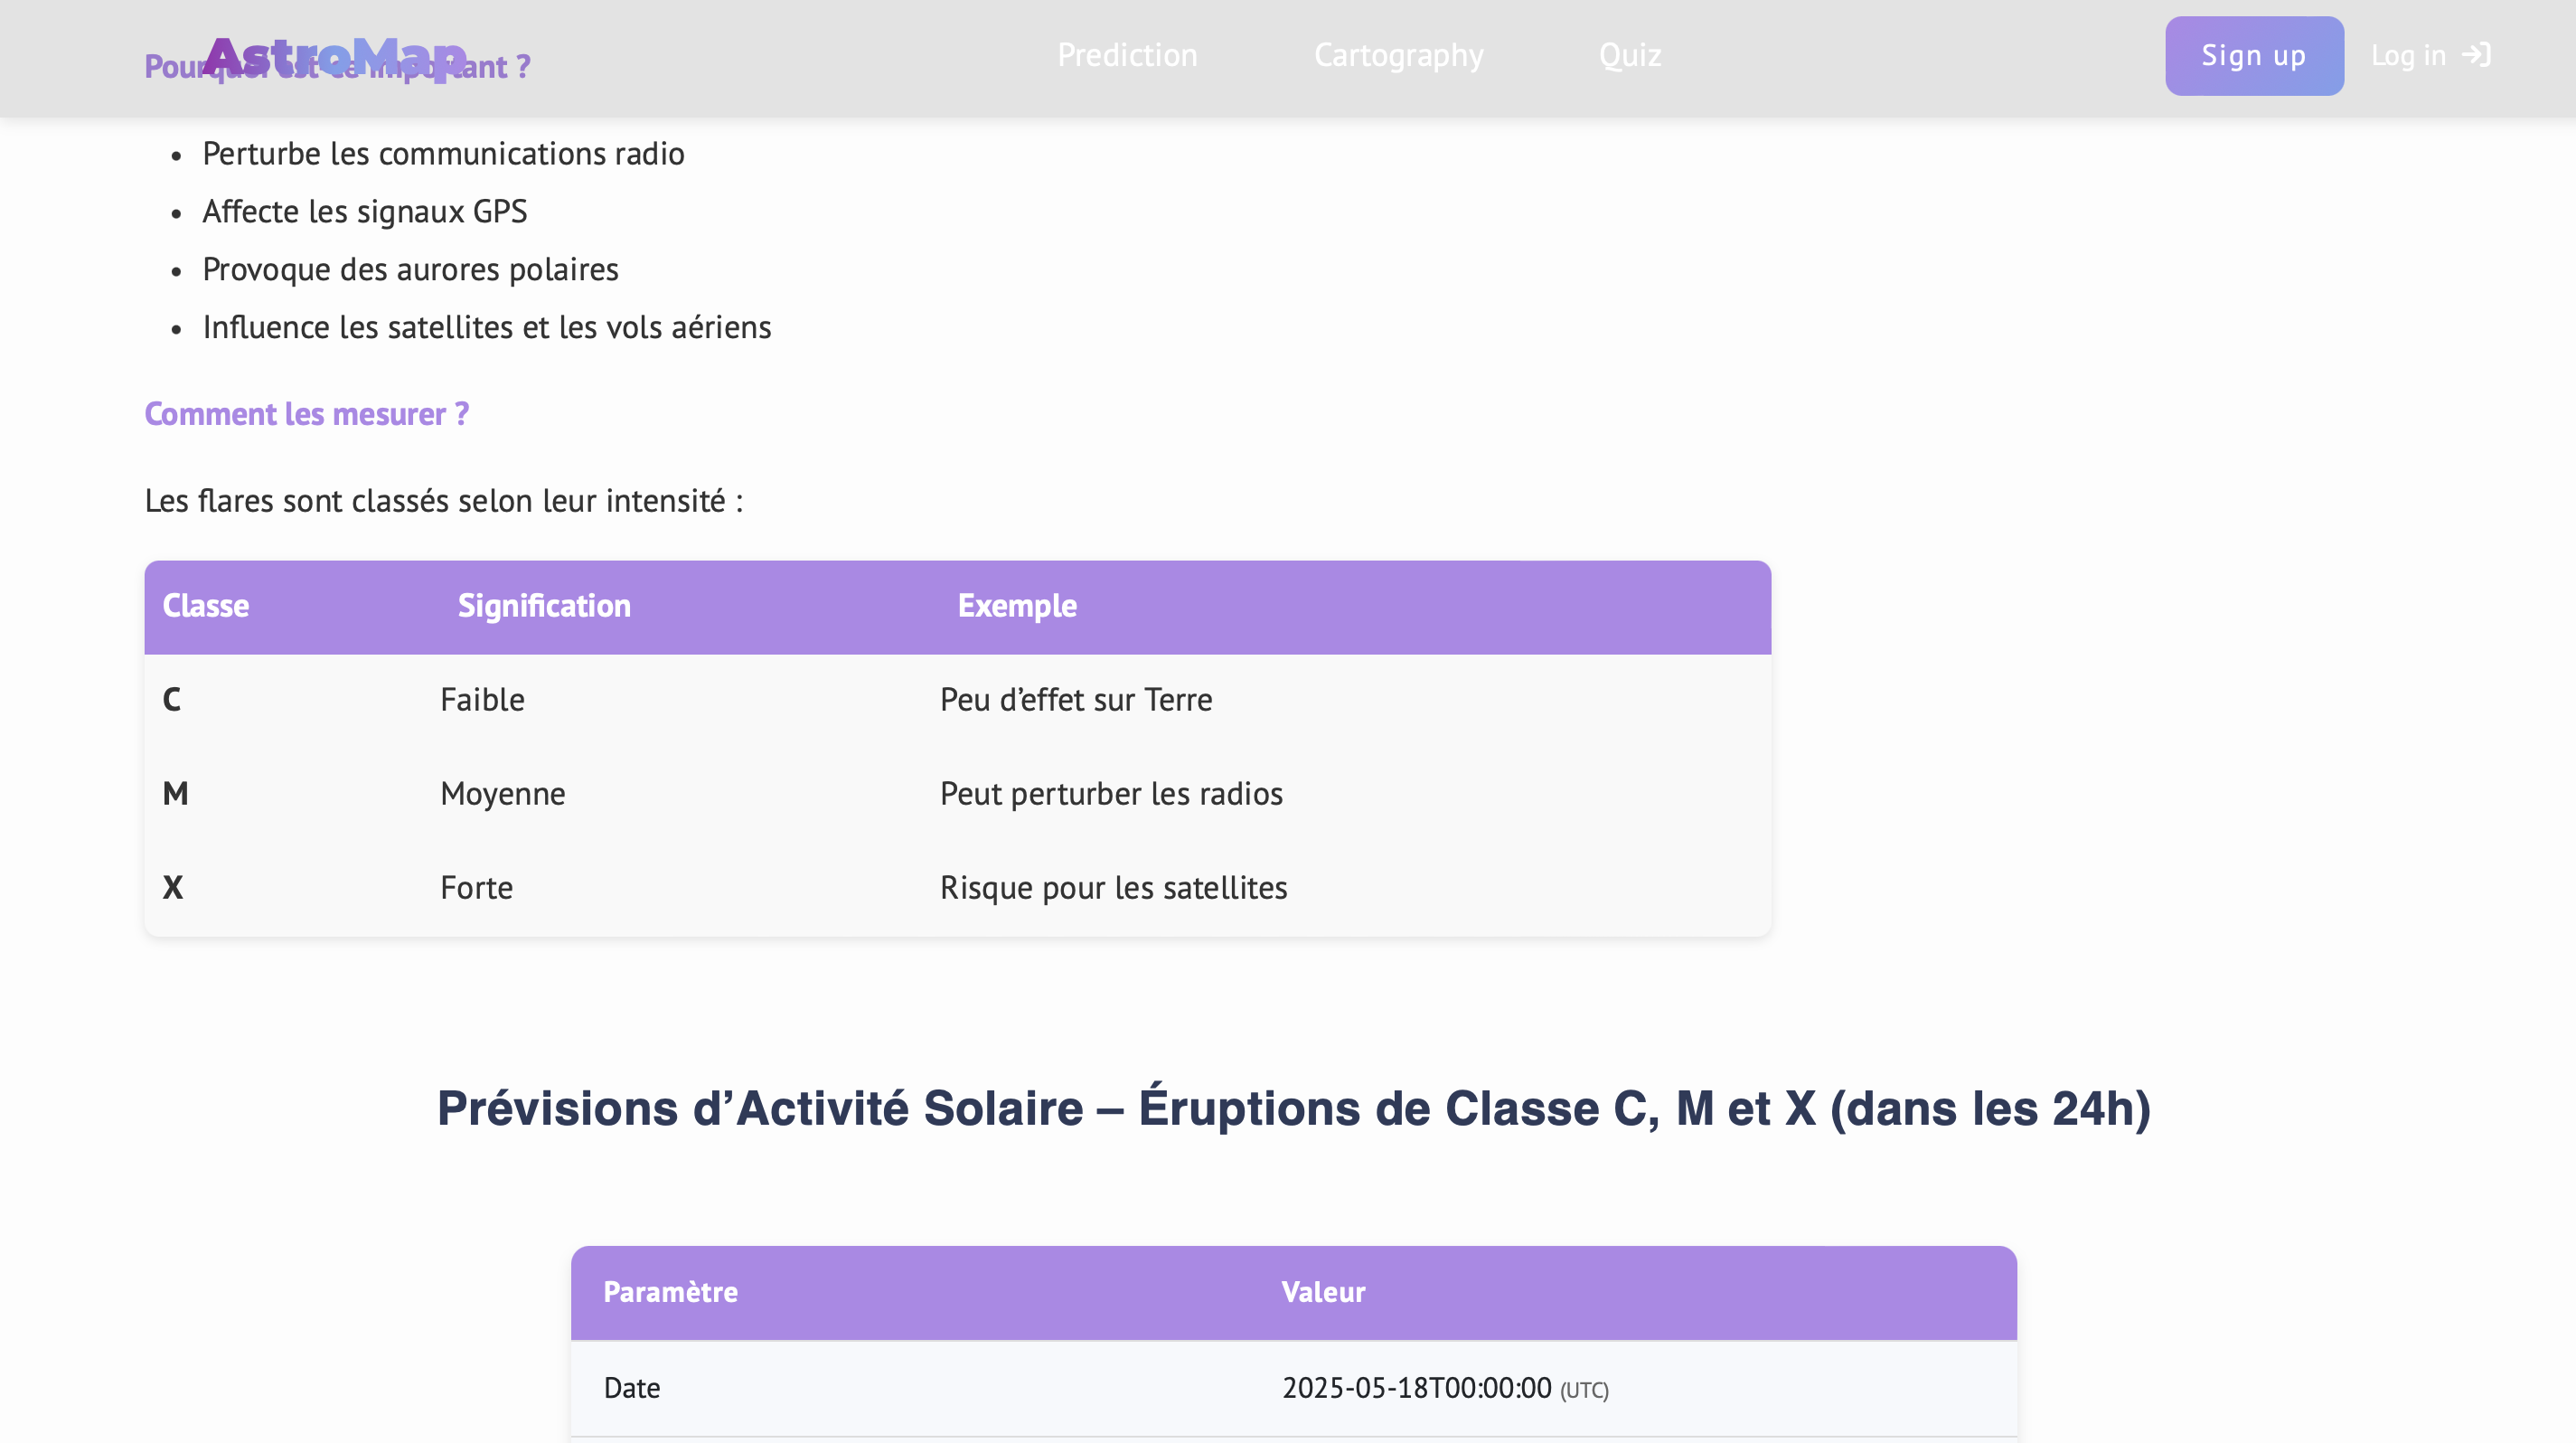 AstroMap
Prediction
Cartography
Quiz
Sign up
Log in
Pourquoi est-ce important ?
Perturbe les communications radio
Affecte les signaux GPS
Provoque des aurores polaires
Influence les satellites et les vols aériens
Comment les mesurer ?
Les flares sont classés selon leur intensité :
Classe Signification Exemple
C Faible Peu d’effet sur Terre
M Moyenne Peut perturber les radios
X Forte Risque pour les satellites
Prévisions d’Activité Solaire – Éruptions de Classe C, M et X (dans les 24h)
Paramètre Valeur
Date 2025-05-18T00:00:00 (UTC)